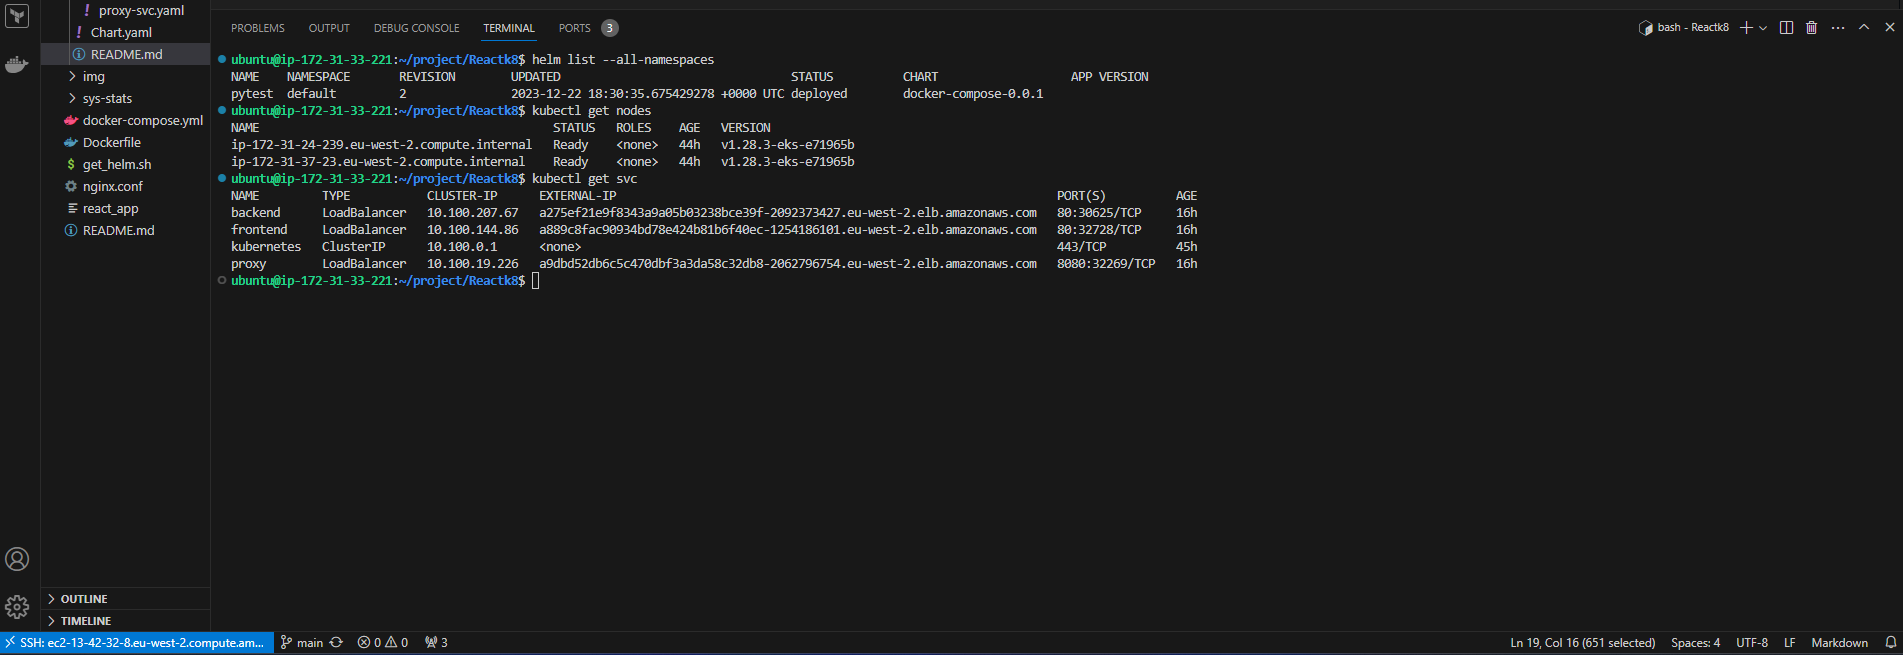 ! proxy-svc.yaml
! Chart.yaml
README.md
> img
> sys-stats
docker-compose.yml
Dockerfile
$ get_helm.sh
nginx.conf
react_app
README.md
> OUTLINE
> TIMELINE
PROBLEMS OUTPUT DEBUG CONSOLE TERMINAL PORTS 3
bash - Reactk8
ubuntu@ip-172-31-33-221:~/project/Reactk8$ helm list --all-namespaces
NAME NAMESPACE REVISION UPDATED STATUS CHART APP VERSION
pytest default 2 2023-12-22 18:30:35.675429278 +0000 UTC deployed docker-compose-0.0.1
ubuntu@ip-172-31-33-221:~/project/Reactk8$ kubectl get nodes
NAME STATUS ROLES AGE VERSION
ip-172-31-24-239.eu-west-2.compute.internal Ready <none> 44h v1.28.3-eks-e71965b
ip-172-31-37-23.eu-west-2.compute.internal Ready <none> 44h v1.28.3-eks-e71965b
ubuntu@ip-172-31-33-221:~/project/Reactk8$ kubectl get svc
NAME TYPE CLUSTER-IP EXTERNAL-IP PORT(S) AGE
backend LoadBalancer 10.100.207.67 a275ef21e9f8343a9a05b03238bce39f-2092373427.eu-west-2.elb.amazonaws.com 80:30625/TCP 16h
frontend LoadBalancer 10.100.144.86 a889c8fac90934bd78e424b81b6f40ec-1254186101.eu-west-2.elb.amazonaws.com 80:32728/TCP 16h
kubernetes ClusterIP 10.100.0.1 <none> 443/TCP 45h
proxy LoadBalancer 10.100.19.226 a9dbd52db6c5c470dbf3a3da58c32db8-2062796754.eu-west-2.elb.amazonaws.com 8080:32269/TCP 16h
ubuntu@ip-172-31-33-221:~/project/Reactk8$
SSH: ec2-13-42-32-8.eu-west-2.compute.am... main 0 0 3
Ln 19, Col 16 (651 selected) Spaces: 4 UTF-8 LF Markdown